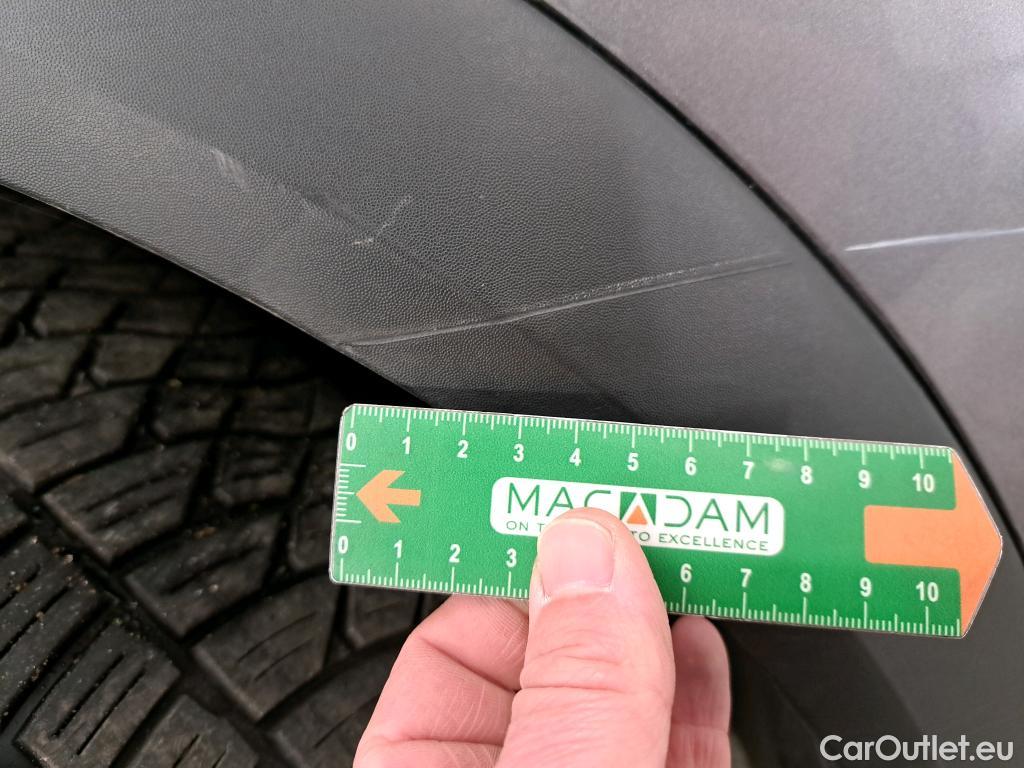 0 1 2 3 4 5 6 7 8 9 10
MACADAM
ON T TO EXCELLENCE
0 1 2 3 6 7 8 9 10
CarOutlet.eu